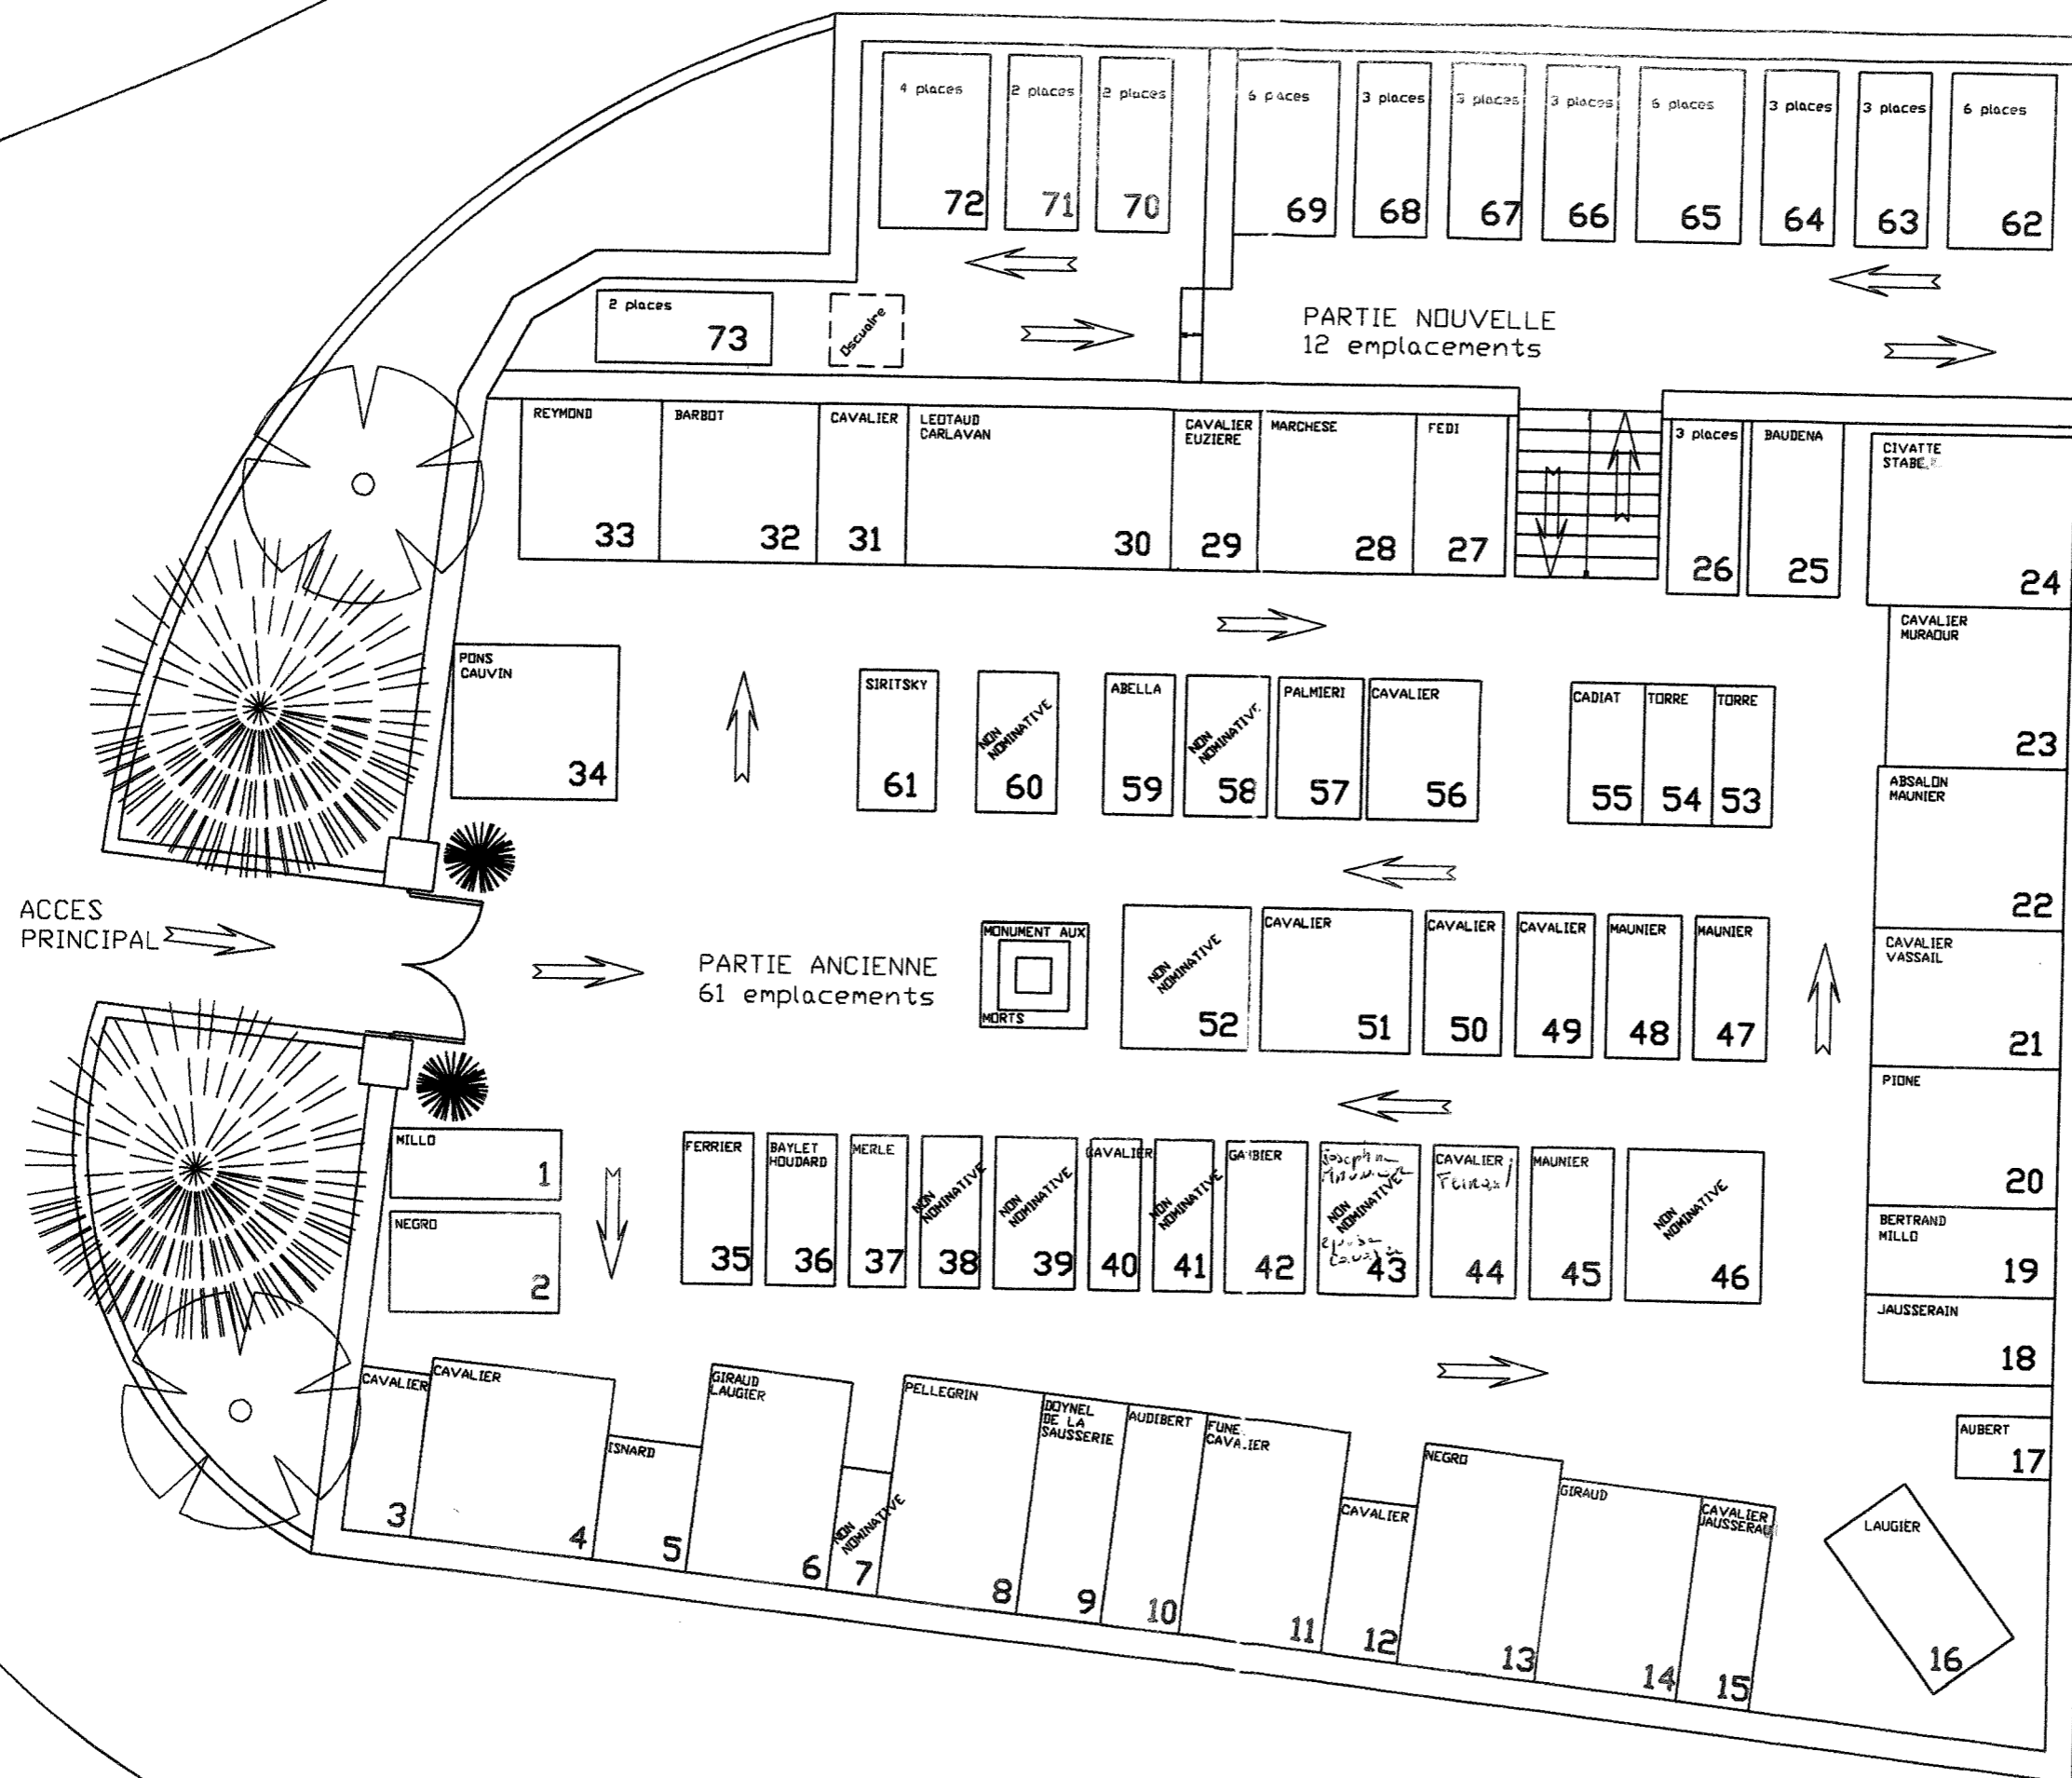 4 places
72
2 places
71
2 places
70
6 places
69
3 places
68
3 places
67
3 places
66
6 places
65
3 places
64
3 places
63
6 places
62
2 places
73
Oscuaire
PARTIE NOUVELLE
12 emplacements
REYMOND
33
BARBOT
32
CAVALIER
31
LEOTAUD
CARLAVAN
30
CAVALIER
EUZIERE
29
MARCHESE
28
FEDI
27
3 places
26
BAUDENA
25
CIVATTE
24
CAVALIER
MURAOUR
23
PONS
CAUVIN
34
SIRITSKY
61
NON
NOMINATIVE
60
ABELLA
59
NON
NOMINATIVE
58
PALMIERI
57
CAVALIER
56
CADIAT
55
TORRE
54
TORRE
53
ABSALON
MAUNIER
22
ACCES
PRINCIPAL
PARTIE ANCIENNE
61 emplacements
MONUMENT AUX
MORTS
NON
NOMINATIVE
52
CAVALIER
51
CAVALIER
50
CAVALIER
49
MAUNIER
48
MAUNIER
47
CAVALIER
VASSAIL
21
PIONE
20
MILLO
1
NEGRO
2
FERRIER
35
BAYLET
HOUDARD
36
MERLE
37
NON
NOMINATIVE
38
NON
NOMINATIVE
39
CAVALIER
40
NON
NOMINATIVE
41
42
NON
NOMINATIVE
43
CAVALIER
44
MAUNIER
45
NON
NOMINATIVE
46
BERTRAND
MILLO
19
JAUSSERAIN
18
AUBERT
17
CAVALIER
3
CAVALIER
4
ISNARD
5
GIRAUD
LAUGIER
6
NON
NOMINATIVE
7
PELLEGRIN
8
DOYNEL
DE LA
SAUSSERIE
9
AUDIBERT
10
FUNE
CAVALIER
11
CAVALIER
12
NEGRO
13
GIRAUD
14
CAVALIER
15
LAUGIER
16